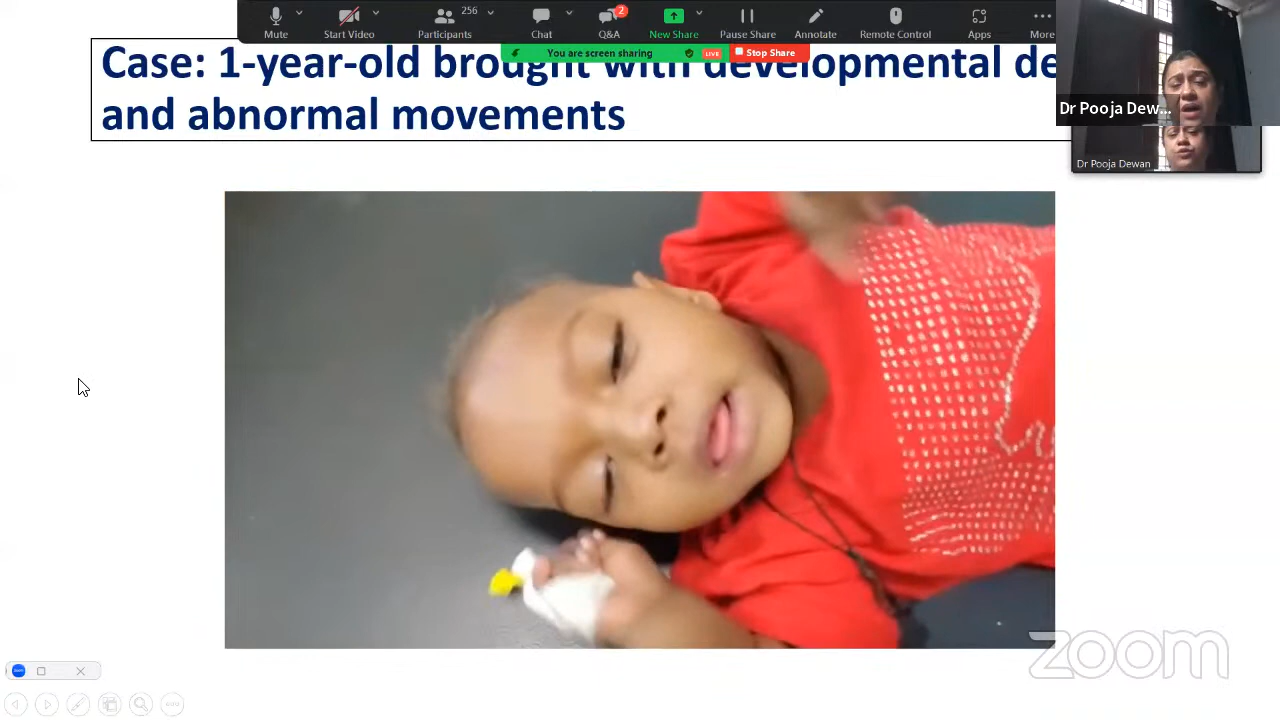 256
2
Mute
Start Video
Participants
Chat
Q&A
New Share
Pause Share
Annotate
Remote Control
Apps
More
You are screen sharing
LIVE
Stop Share
Case: 1-year-old brought with developmental de
and abnormal movements
Dr Pooja Dew...
Dr Pooja Dewan
zoom